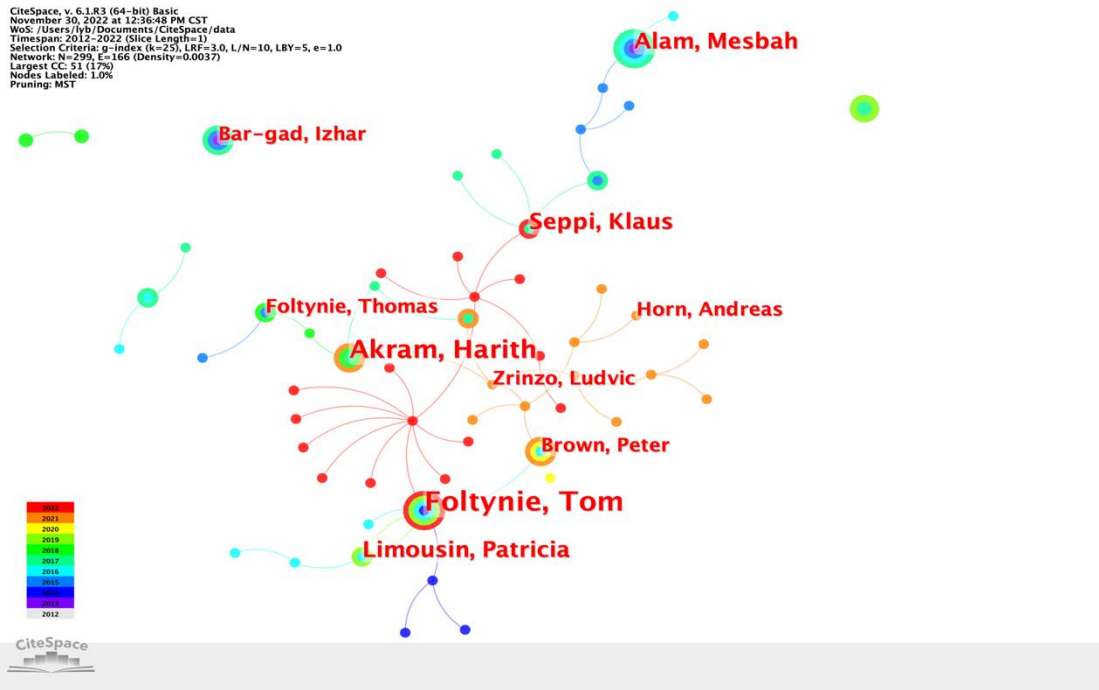 CiteSpace, v. 6.1.R3 (64-bit) Basic
November 30, 2022 at 12:36:48 PM CST
WoS: /Users/lyb/Documents/CiteSpace/data
Timespan: 2012-2022 (Slice Length=1)
Selection Criteria: g-index (k=25), LRF=3.0, L/N=10, LBY=5, e=1.0
Network: N=299, E=166 (Density=0.0037)
Largest CC: 51 (17%)
Nodes Labeled: 1.0%
Pruning: MST
Alam, Mesbah
Bar-gad, Izhar
Seppi, Klaus
Foltynie, Thomas
Horn, Andreas
Akram, Harith
Zrinzo, Ludvic
Brown, Peter
Foltynie, Tom
Limousin, Patricia
2022
2021
2020
2019
2018
2017
2016
2015
2014
2013
2012
CiteSpace